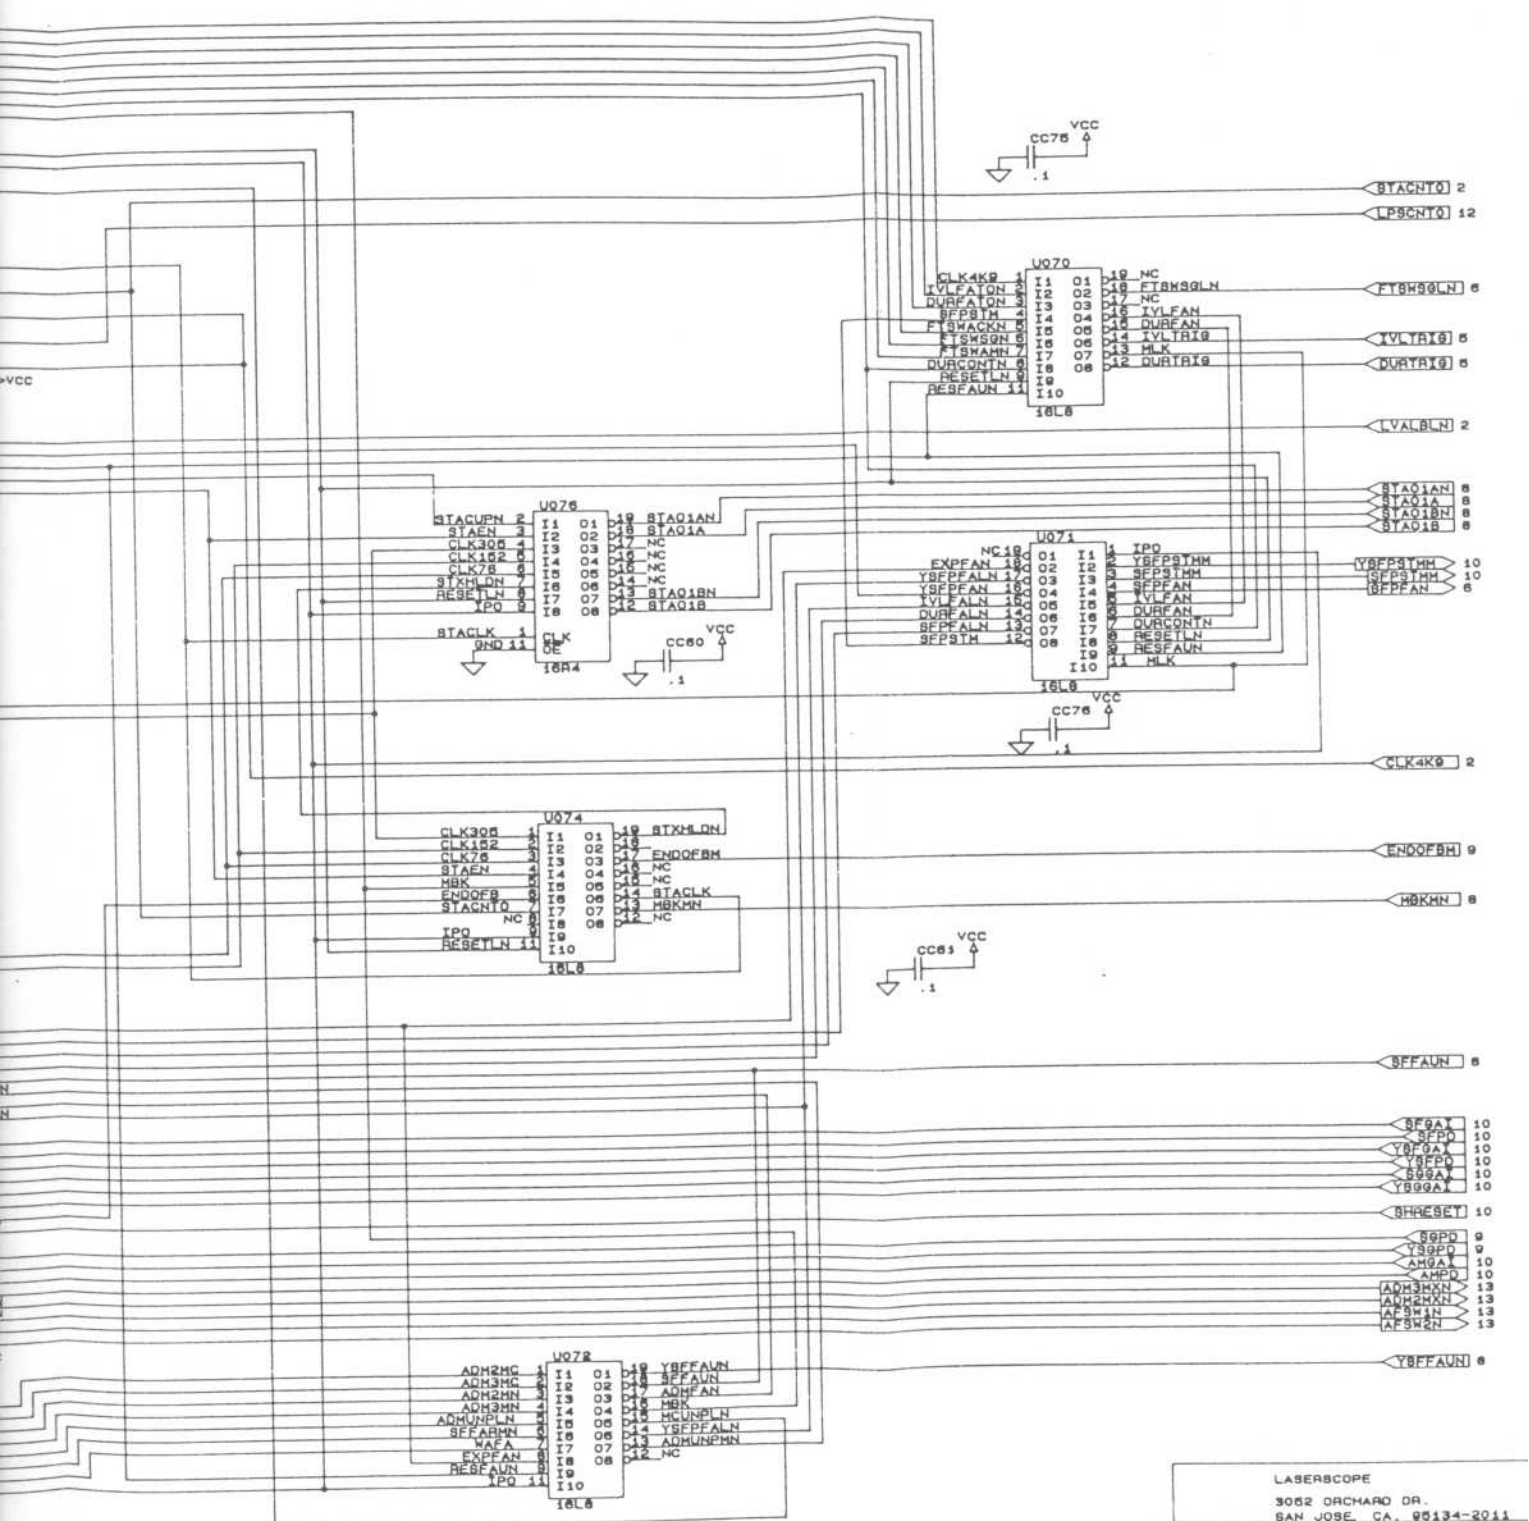 VCC
CC75
.1
STACNTO 2
LPSCNTO 12
U070
CLK4K9 1 I1 O1 19 NC
IVLFATON 2 I2 O2 18 FTSWSGLN
DURFATON 3 I3 O3 17 NC
SFPSTM 4 I4 O4 16 IVLFAN
FTSWACKN 5 I5 O5 15 DURFAN
FTSWSGN 6 I6 O6 14 IVLTRIG
FTSWAMN 7 I7 O7 13 MLK
DURCONTN 8 I8 O8 12 DURTRIG
RESETLN 9 I9
RESFAUN 11 I10
16L8
FTSWSGLN 6
IVLTRIG 5
DURTRIG 5
>VCC
LVALBLN 2
STAO1AN 8
STAO1A 8
STAO1BN 8
STAO1B 8
U076
STACUPN 2 I1 O1 19 STAO1AN
STAEN 3 I2 O2 18 STAO1A
CLK305 4 I3 O3 17 NC
CLK152 5 I4 O4 16 NC
CLK76 6 I5 O5 15 NC
STXHLDN 7 I6 O6 14 NC
RESETLN 8 I7 O7 13 STAO1BN
IPO 9 I8 O8 12 STAO1B
STACLK 1 CLK
GND 11 OE
16R4
CC60
VCC
.1
U071
NC 19 O1 I1 1 IPO
EXPFAN 18 O2 I2 2 YSFPSTMM
YSFPFALN 17 O3 I3 3 SFPSTMM
YSFPFAN 16 O4 I4 4 SFPFAN
IVLFALN 15 O5 I5 5 IVLFAN
DURFALN 14 O6 I6 6 DURFAN
SFPFALN 13 O7 I7 7 DURCONTN
SFPSTM 12 O8 I8 8 RESETLN
I9 9 RESFAUN
I10 11 MLK
16L8
YSFPSTMM 10
SFPSTMM 10
SFPFAN 6
VCC
CC76
.1
CLK4K9 2
U074
CLK305 1 I1 O1 19 STXHLDN
CLK152 2 I2 O2 18
CLK76 3 I3 O3 17 ENDOFBM
STAEN 4 I4 O4 16 NC
MBK 5 I5 O5 15 NC
ENDOFB 6 I6 O6 14 STACLK
STACNTO 7 I7 O7 13 MBKMN
NC 8 I8 O8 12 NC
IPO 9 I9
RESETLN 11 I10
16L8
ENDOFBM 9
MBKMN 8
VCC
CC61
.1
SFFAUN 6
N
N
SFGAI 10
SFPD 10
YSFGAI 10
YSFPD 10
SGGAI 10
YSGGAI 10
SHRESET 10
SGPD 9
YSGPD 9
AMGAI 10
AMPD 10
ADM3MXN 13
ADM2MXN 13
AFSW1N 13
AFSW2N 13
YSFFAUN 6
U072
ADM2MC 1 I1 O1 19 YSFFAUN
ADM3MC 2 I2 O2 18 SFFAUN
ADM2MN 3 I3 O3 17 ADMFAN
ADM3MN 4 I4 O4 16 MBK
ADMUNPLN 5 I5 O5 15 MCUNPLN
SFFARMN 6 I6 O6 14 YSFPFALN
WAFA 7 I7 O7 13 ADMUNPMN
EXPFAN 8 I8 O8 12 NC
RESFAUN 9 I9
IPO 11 I10
16L8
LASERSCOPE
3052 ORCHARD DR.
SAN JOSE, CA. 95134-2011